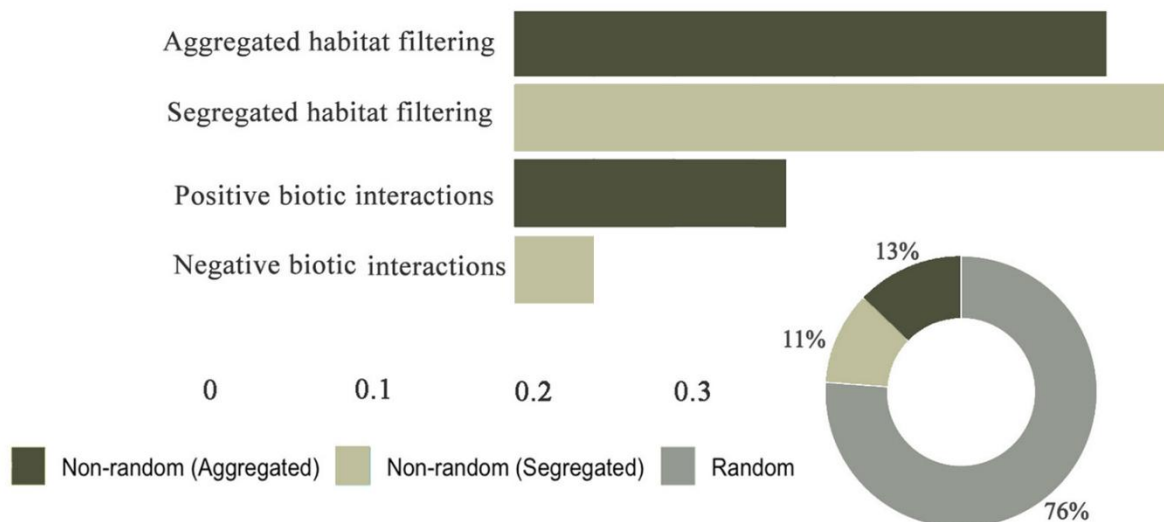 Aggregated habitat filtering
Segregated habitat filtering
Positive biotic interactions
Negative biotic interactions
13%
11%
0 0.1 0.2 0.3
Non-random (Aggregated) Non-random (Segregated) Random
76%